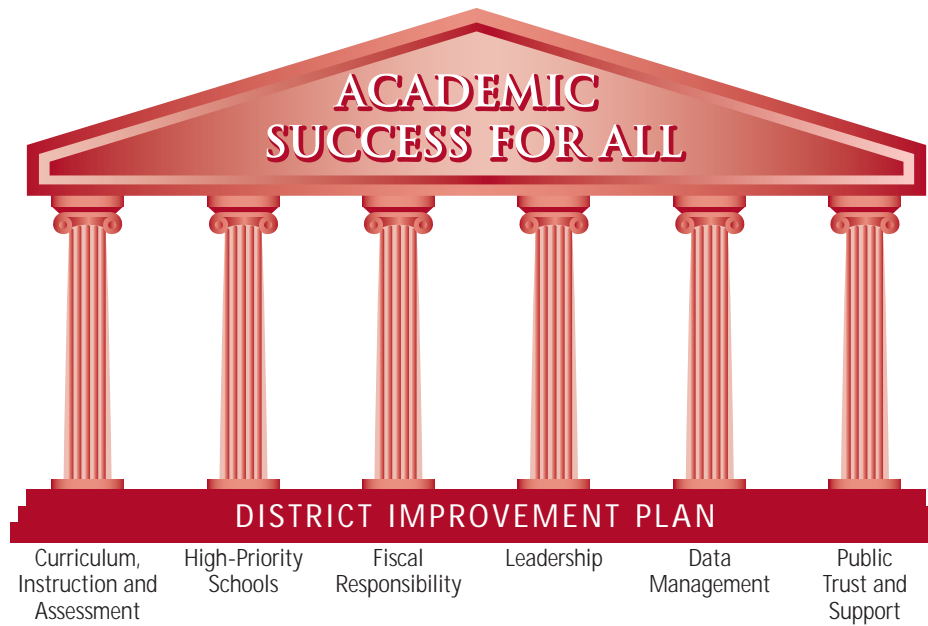 ACADEMIC
SUCCESS FOR ALL
DISTRICT IMPROVEMENT PLAN
Curriculum,
Instruction and
Assessment
High-Priority
Schools
Fiscal
Responsibility
Leadership
Data
Management
Public
Trust and
Support